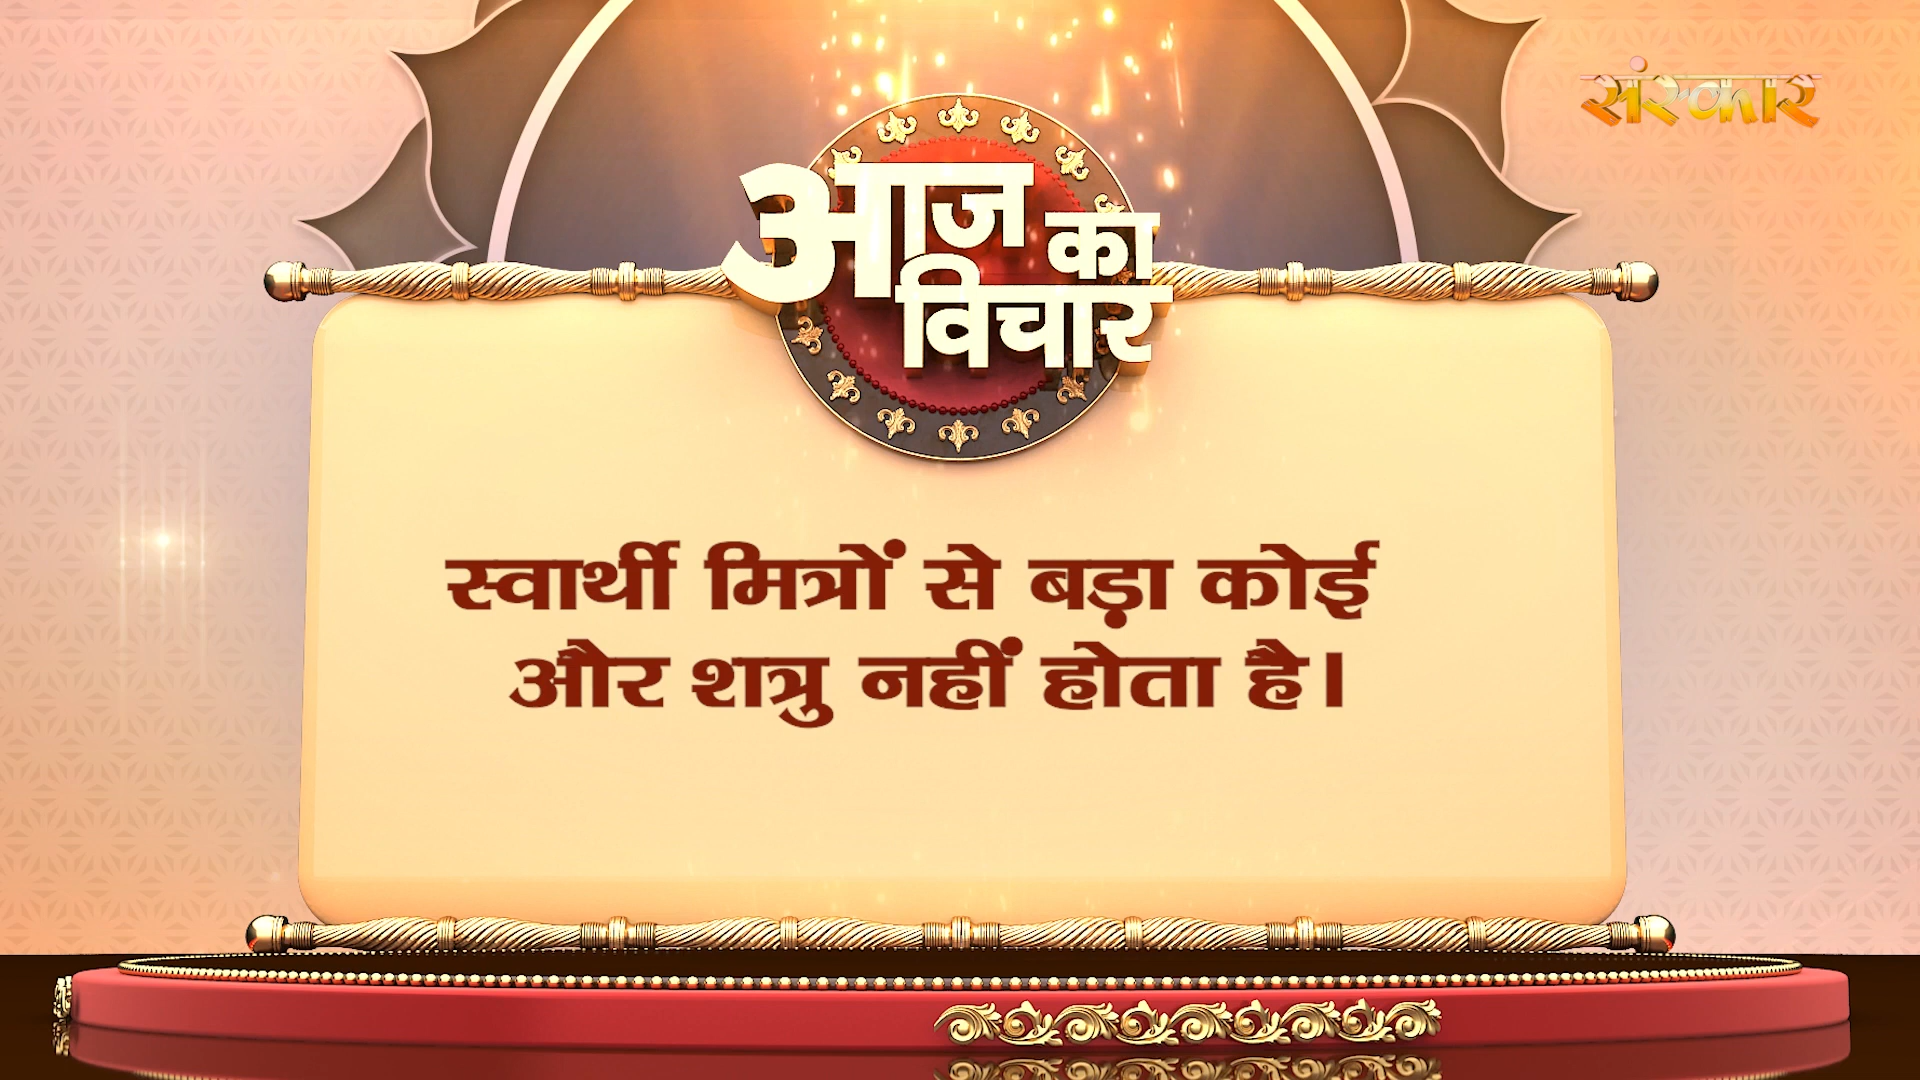 संस्कार
आज का
विचार
स्वार्थी मित्रों से बड़ा कोई
और शत्रु नहीं होता है।